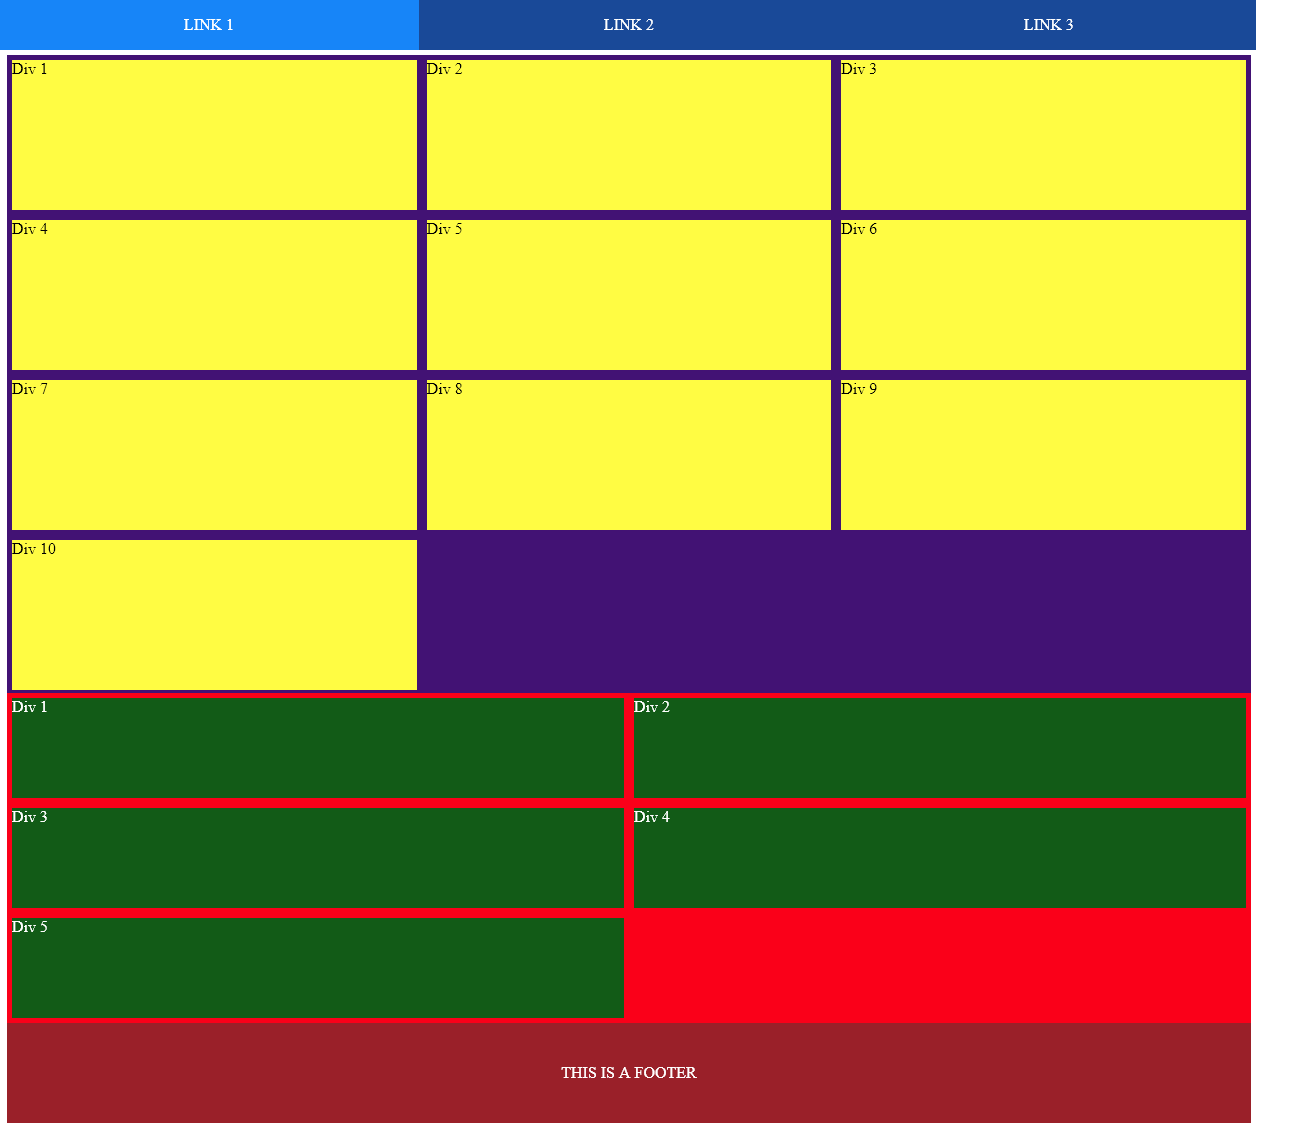 LINK 1 LINK 2 LINK 3
Div 1 Div 2 Div 3
Div 4 Div 5 Div 6
Div 7 Div 8 Div 9
Div 10
Div 1 Div 2
Div 3 Div 4
Div 5
THIS IS A FOOTER